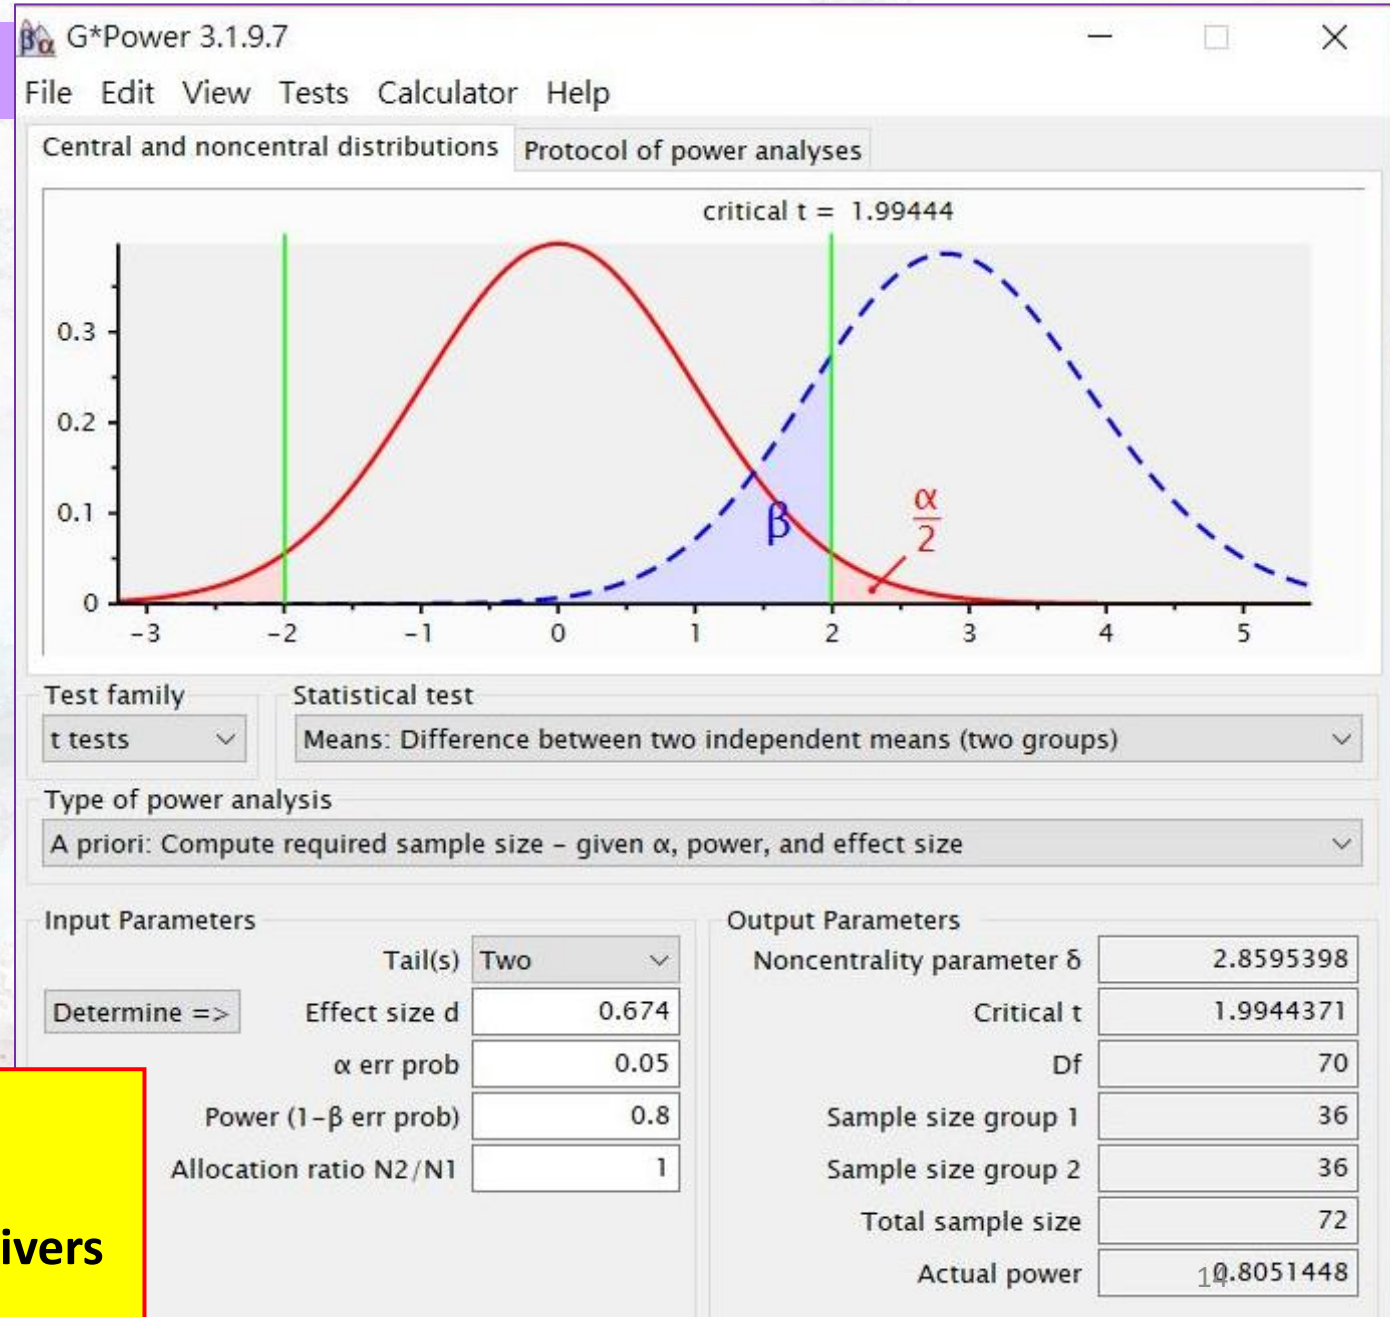 G*Power 3.1.9.7
File Edit View Tests Calculator Help
Central and noncentral distributions Protocol of power analyses
critical t = 1.99444
0.3
0.2
0.1
0
β
α
2
-3 -2 -1 0 1 2 3 4 5
Test family Statistical test
t tests Means: Difference between two independent means (two groups)
Type of power analysis
A priori: Compute required sample size – given α, power, and effect size
Input Parameters Output Parameters
Tail(s) Two Noncentrality parameter δ 2.8595398
Determine => Effect size d 0.674 Critical t 1.9944371
α err prob 0.05 Df 70
Power (1-β err prob) 0.8 Sample size group 1 36
Allocation ratio N2/N1 1 Sample size group 2 36
Total sample size 72
ivers
Actual power 0.8051448
14